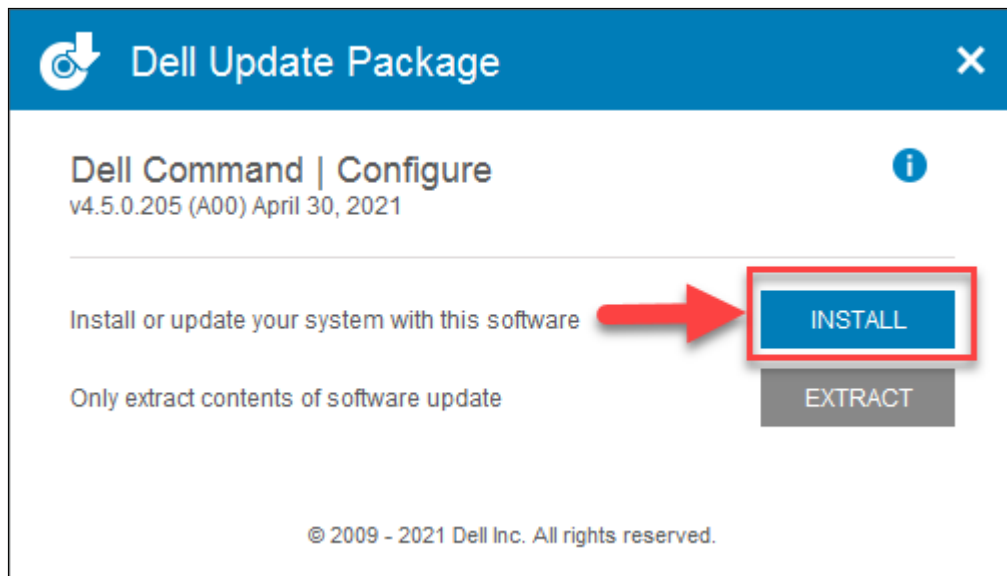 Dell Update Package
Dell Command | Configure
v4.5.0.205 (A00) April 30, 2021
Install or update your system with this software
INSTALL
Only extract contents of software update
EXTRACT
© 2009 - 2021 Dell Inc. All rights reserved.